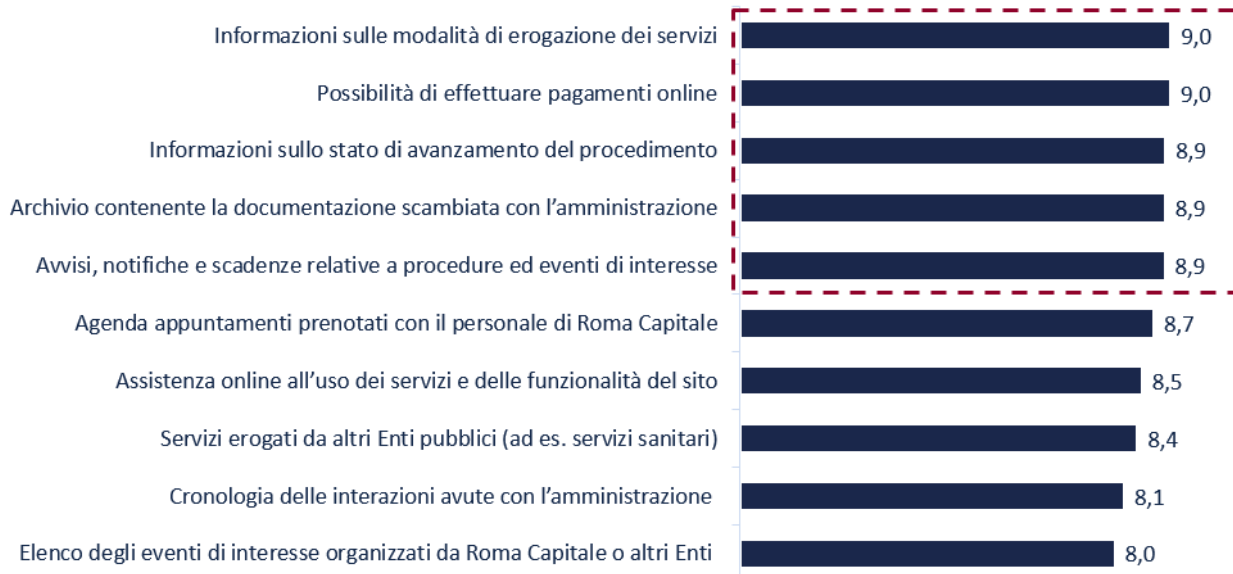 Informazioni sulle modalità di erogazione dei servizi 9,0
Possibilità di effettuare pagamenti online 9,0
Informazioni sullo stato di avanzamento del procedimento 8,9
Archivio contenente la documentazione scambiata con l'amministrazione 8,9
Avvisi, notifiche e scadenze relative a procedure ed eventi di interesse 8,9
Agenda appuntamenti prenotati con il personale di Roma Capitale 8,7
Assistenza online all'uso dei servizi e delle funzionalità del sito 8,5
Servizi erogati da altri Enti pubblici (ad es. servizi sanitari) 8,4
Cronologia delle interazioni avute con l'amministrazione 8,1
Elenco degli eventi di interesse organizzati da Roma Capitale o altri Enti 8,0